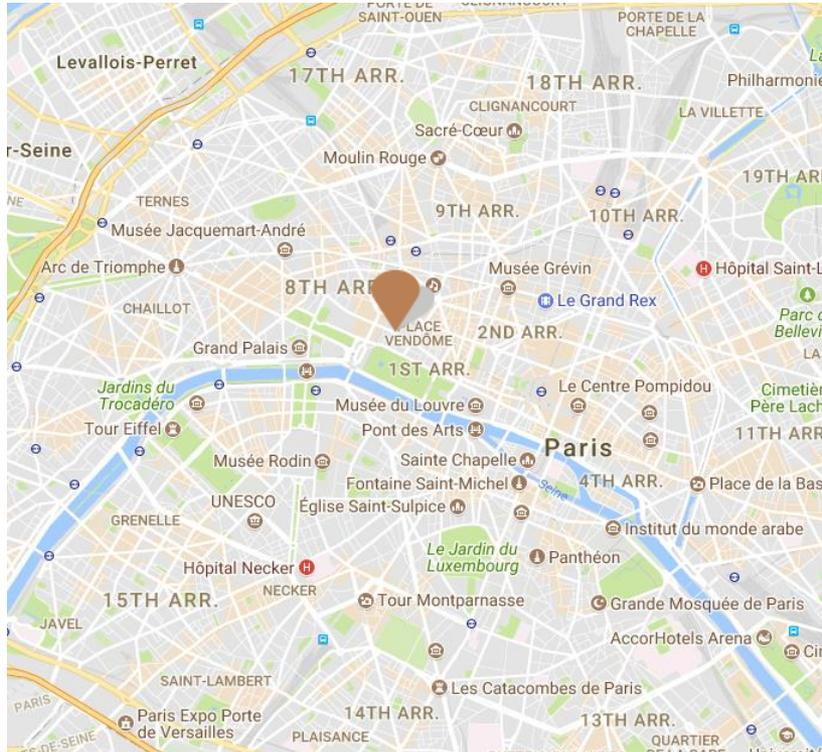 PORTE DE
SAINT-OUEN
PORTE DE LA
CHAPELLE
Levallois-Perret
17TH ARR.
18TH ARR.
Philharmonie
CLIGNANCOURT
LA VILLETTE
Sacré-Cœur
r-Seine
Moulin Rouge
19TH AR
TERNES
9TH ARR.
10TH ARR.
Musée Jacquemart-André
Arc de Triomphe
Musée Grévin
Hôpital Saint-L
8TH ARR
Le Grand Rex
CHAILLOT
Parc d
Bellevi
PLACE
VENDÔME
2ND ARR.
Grand Palais
LA
1ST ARR.
Jardins du
Trocadéro
Le Centre Pompidou
Cimetiè
Père Lach
Musée du Louvre
Tour Eiffel
Pont des Arts
11TH ARR
Paris
Musée Rodin
Sainte Chapelle
Fontaine Saint-Michel
Seine
4TH ARR.
Place de la Bas
UNESCO
Église Saint-Sulpice
GRENELLE
Institut du monde arabe
Le Jardin du
Luxembourg
Panthéon
Hôpital Necker
NECKER
15TH ARR.
Tour Montparnasse
Grande Mosquée de Paris
JAVEL
AccorHotels Arena
Cin
SAINT-LAMBERT
Les Catacombes de Paris
PARIS
Paris Expo Porte
de Versailles
14TH ARR.
13TH ARR.
PLAISANCE
QUARTIER
DE LA GARE